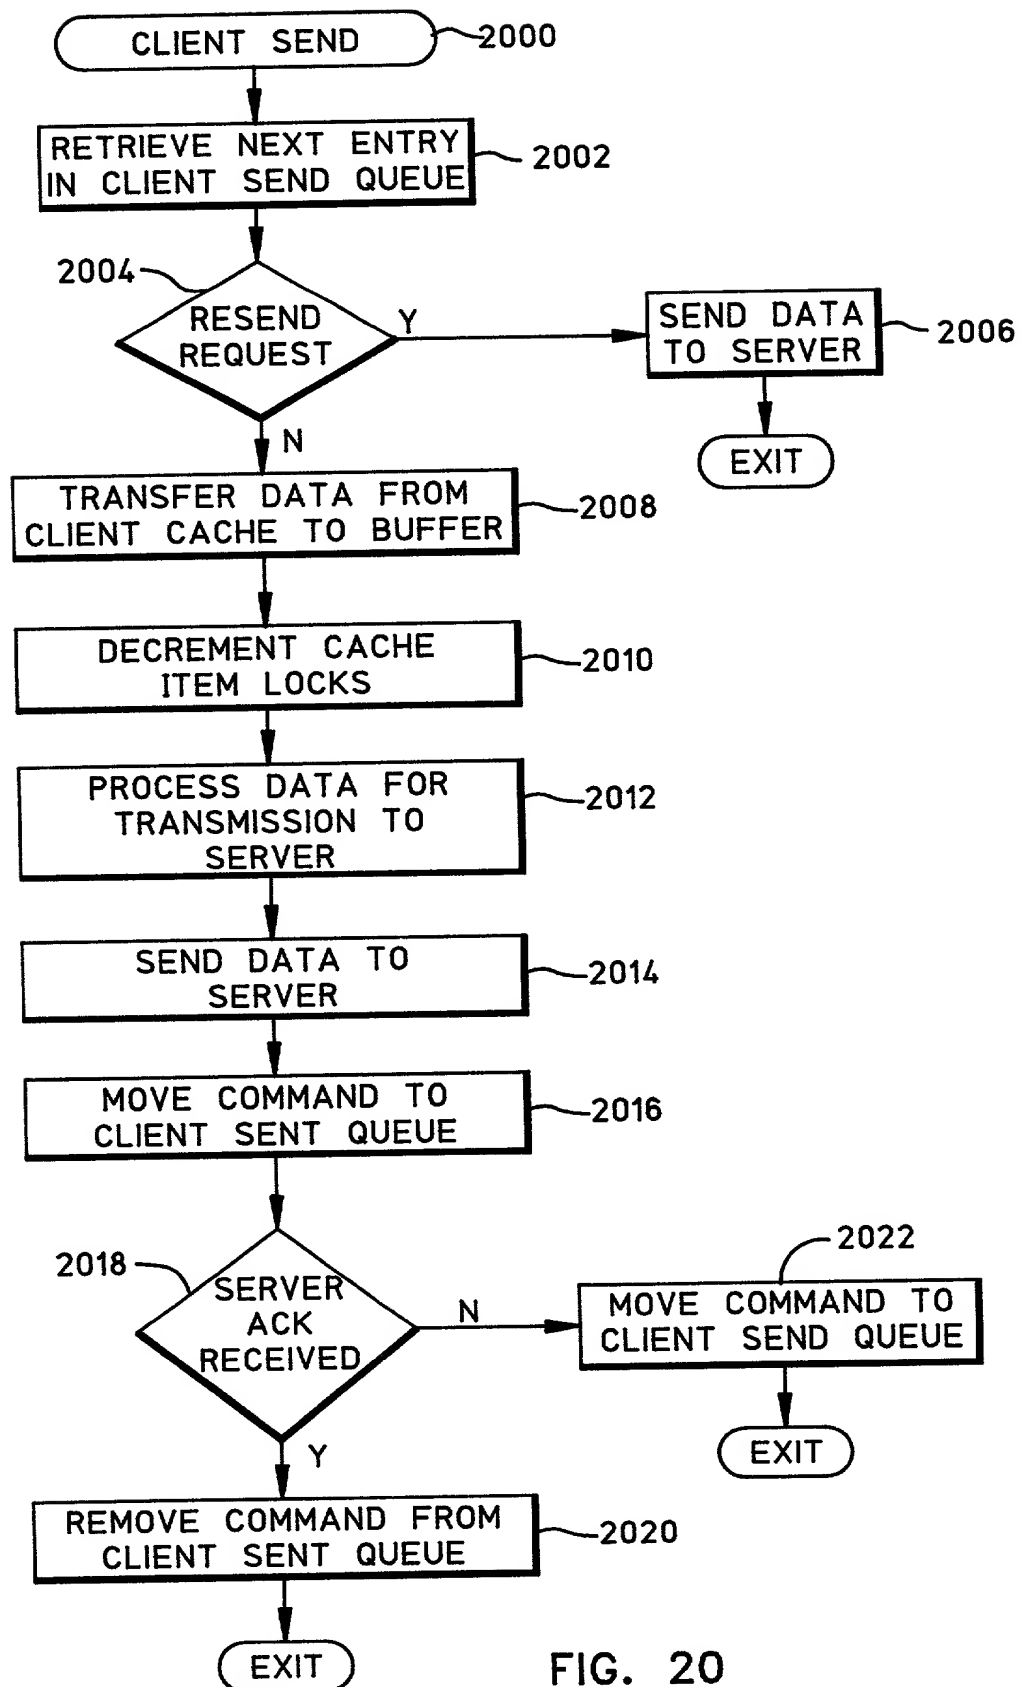 CLIENT SEND
2000
RETRIEVE NEXT ENTRY
IN CLIENT SEND QUEUE
2002
2004
RESEND
REQUEST
Y
SEND DATA
TO SERVER
2006
EXIT
N
TRANSFER DATA FROM
CLIENT CACHE TO BUFFER
2008
DECREMENT CACHE
ITEM LOCKS
2010
PROCESS DATA FOR
TRANSMISSION TO
SERVER
2012
SEND DATA TO
SERVER
2014
MOVE COMMAND TO
CLIENT SENT QUEUE
2016
2018
SERVER
ACK
RECEIVED
N
2022
MOVE COMMAND TO
CLIENT SEND QUEUE
EXIT
Y
REMOVE COMMAND FROM
CLIENT SENT QUEUE
2020
EXIT
FIG. 20